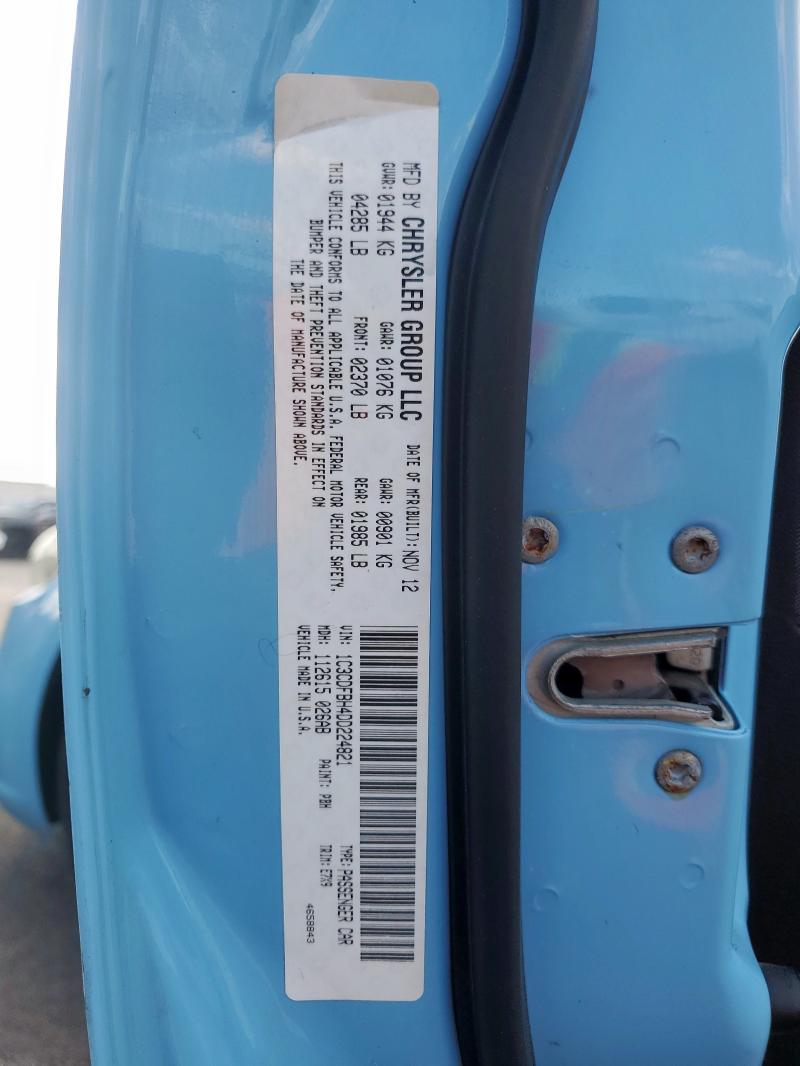 MFD BY CHRYSLER GROUP LLC DATE OF MFR(BUILT): NOV 12
GVWR: 01944 KG GAWR: 01076 KG GAWR: 00901 KG
04285 LB FRONT: 02370 LB REAR: 01985 LB
THIS VEHICLE CONFORMS TO ALL APPLICABLE U.S.A. FEDERAL MOTOR VEHICLE SAFETY,
BUMPER AND THEFT PREVENTION STANDARDS IN EFFECT ON
THE DATE OF MANUFACTURE SHOWN ABOVE.
VIN: 1C3CDFBH4DD224821 TYPE: PASSENGER CAR
MDH: 112615 026AB PAINT: PBH TRIM: E7X9
VEHICLE MADE IN U.S.A.
4658843